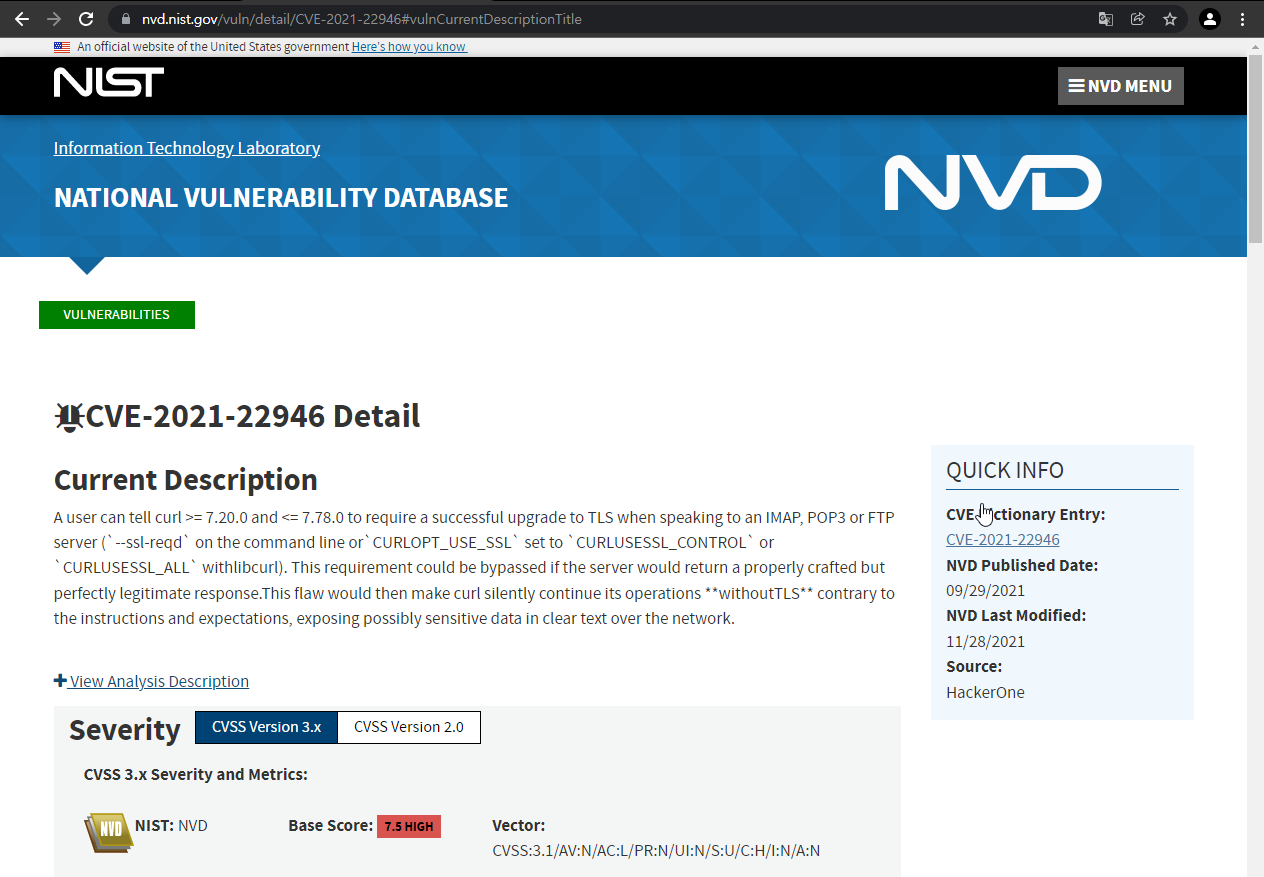 nvd.nist.gov/vuln/detail/CVE-2021-22946#vulnCurrentDescriptionTitle
An official website of the United States government Here's how you know
NIST
NVD MENU
Information Technology Laboratory
NATIONAL VULNERABILITY DATABASE
NVD
VULNERABILITIES
CVE-2021-22946 Detail
Current Description
A user can tell curl >= 7.20.0 and <= 7.78.0 to require a successful upgrade to TLS when speaking to an IMAP, POP3 or FTP
server (`--ssl-reqd` on the command line or`CURLOPT_USE_SSL` set to `CURLUSESSL_CONTROL` or
`CURLUSESSL_ALL` withlibcurl). This requirement could be bypassed if the server would return a properly crafted but
perfectly legitimate response.This flaw would then make curl silently continue its operations **withoutTLS** contrary to
the instructions and expectations, exposing possibly sensitive data in clear text over the network.
View Analysis Description
Severity
CVSS Version 3.x
CVSS Version 2.0
CVSS 3.x Severity and Metrics:
NVD
NIST: NVD
Base Score: 7.5 HIGH
Vector:
CVSS:3.1/AV:N/AC:L/PR:N/UI:N/S:U/C:H/I:N/A:N
QUICK INFO
CVE ctionary Entry:
CVE-2021-22946
NVD Published Date:
09/29/2021
NVD Last Modified:
11/28/2021
Source:
HackerOne